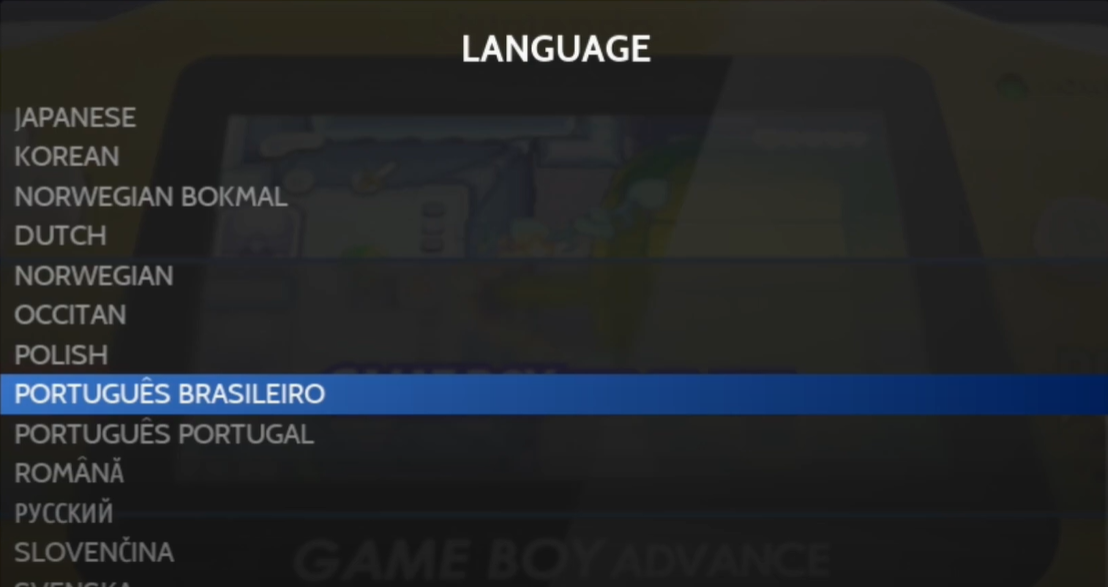 LANGUAGE
JAPANESE
KOREAN
NORWEGIAN BOKMAL
DUTCH
NORWEGIAN
OCCITAN
POLISH
PORTUGUÊS BRASILEIRO
PORTUGUÊS PORTUGAL
ROMÂNĂ
РУССКИЙ
SLOVENČINA
SVENSKA
GAME BOY ADVANCE